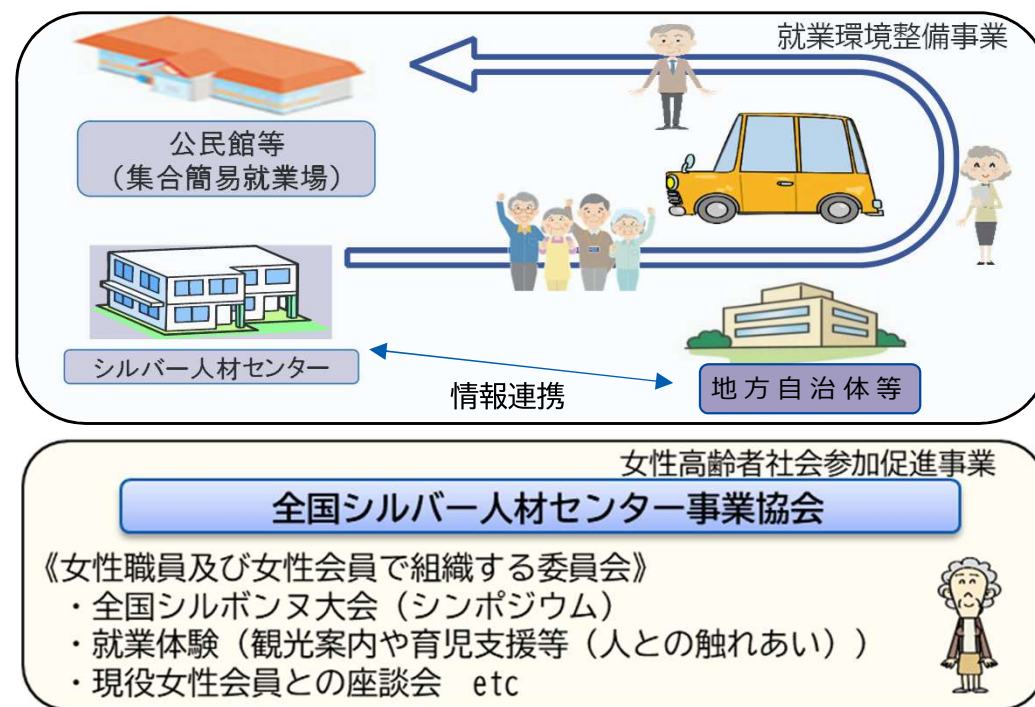 就業環境整備事業
公民館等
（集合簡易就業場）
シルバー人材センター
情報連携
地方自治体等
女性高齢者社会参加促進事業
全国シルバー人材センター事業協会
《女性職員及び女性会員で組織する委員会》
・全国シルボンヌ大会（シンポジウム）
・就業体験（観光案内や育児支援等（人との触れあい））
・現役女性会員との座談会　etc